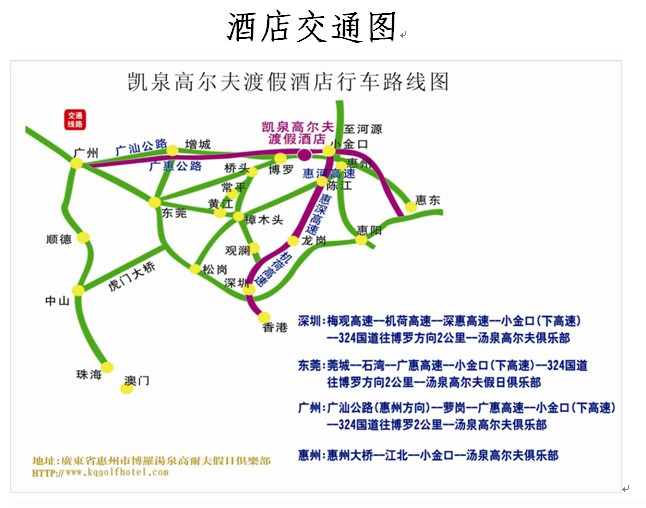 酒店交通图
凯泉高尔夫渡假酒店行车路线图
交通
线路
凯泉高尔夫
渡假酒店
至河源
广汕公路
增城
小金口
广州
广惠公路
桥头
博罗
惠州
惠河高速
常平
陈江
黄江
惠深高速
东莞
樟木头
惠东
顺德
观澜
龙岗
惠阳
松岗
机荷高速
虎门大桥
深圳
中山
香港
珠海
澳门
深圳:梅观高速--机荷高速--深惠高速--小金口(下高速)
--324国道往博罗方向2公里--汤泉高尔夫俱乐部
东莞:莞城--石湾--广惠高速--小金口(下高速)--324国道
往博罗方向2公里--汤泉高尔夫假日俱乐部
广州:广汕公路(惠州方向)--萝岗--广惠高速--小金口(下高速)
--324国道往博罗2公里--汤泉高尔夫俱乐部
惠州:惠州大桥--江北--小金口--汤泉高尔夫俱乐部
地址:廣東省惠州市博羅湯泉高爾夫假日俱樂部
HTTP://www.kqgolfhotel.com